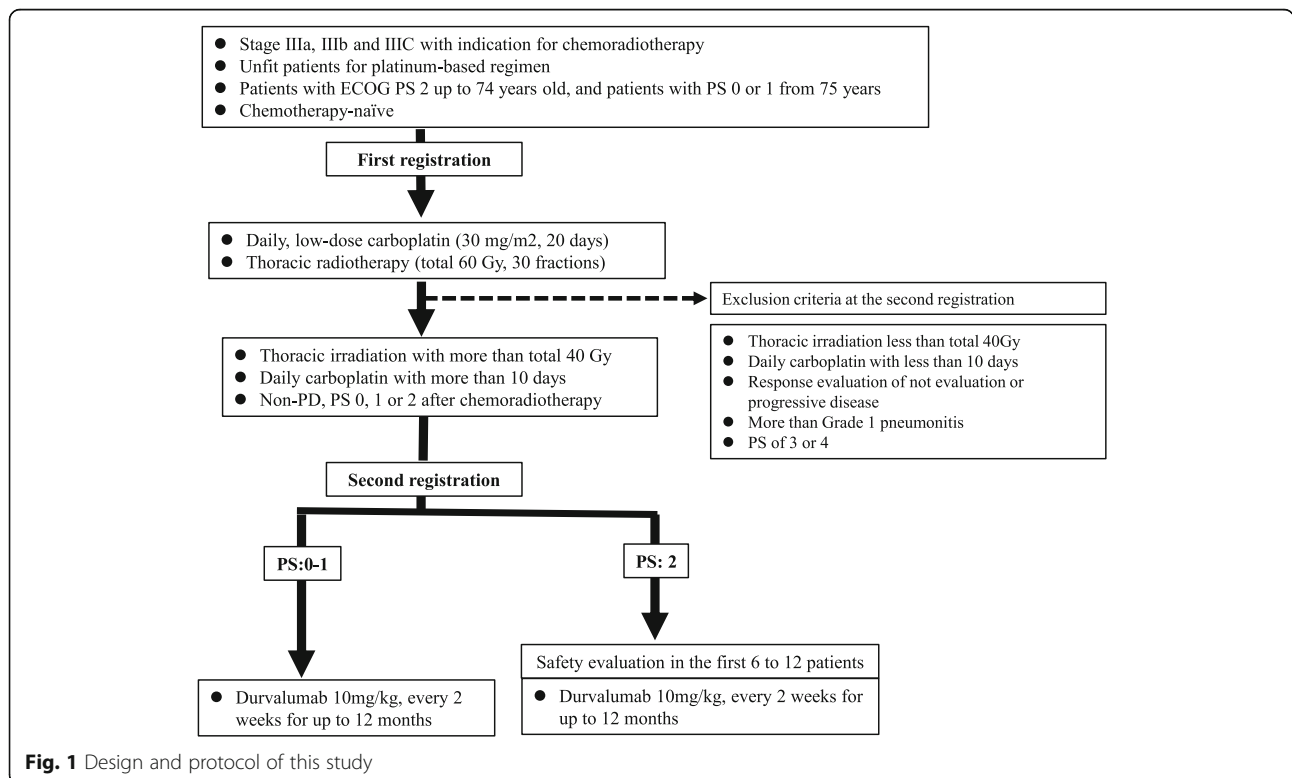 ● Stage IIIa, IIIb and IIIC with indication for chemoradiotherapy
● Unfit patients for platinum-based regimen
● Patients with ECOG PS 2 up to 74 years old, and patients with PS 0 or 1 from 75 years
● Chemotherapy-naïve
First registration
● Daily, low-dose carboplatin (30 mg/m2, 20 days)
● Thoracic radiotherapy (total 60 Gy, 30 fractions)
Exclusion criteria at the second registration
● Thoracic irradiation less than total 40Gy
● Daily carboplatin with less than 10 days
● Response evaluation of not evaluation or
progressive disease
● More than Grade 1 pneumonitis
● PS of 3 or 4
● Thoracic irradiation with more than total 40 Gy
● Daily carboplatin with more than 10 days
● Non-PD, PS 0, 1 or 2 after chemoradiotherapy
Second registration
PS:0-1
PS: 2
Safety evaluation in the first 6 to 12 patients
● Durvalumab 10mg/kg, every 2
weeks for up to 12 months
● Durvalumab 10mg/kg, every 2 weeks for
up to 12 months
Fig. 1 Design and protocol of this study